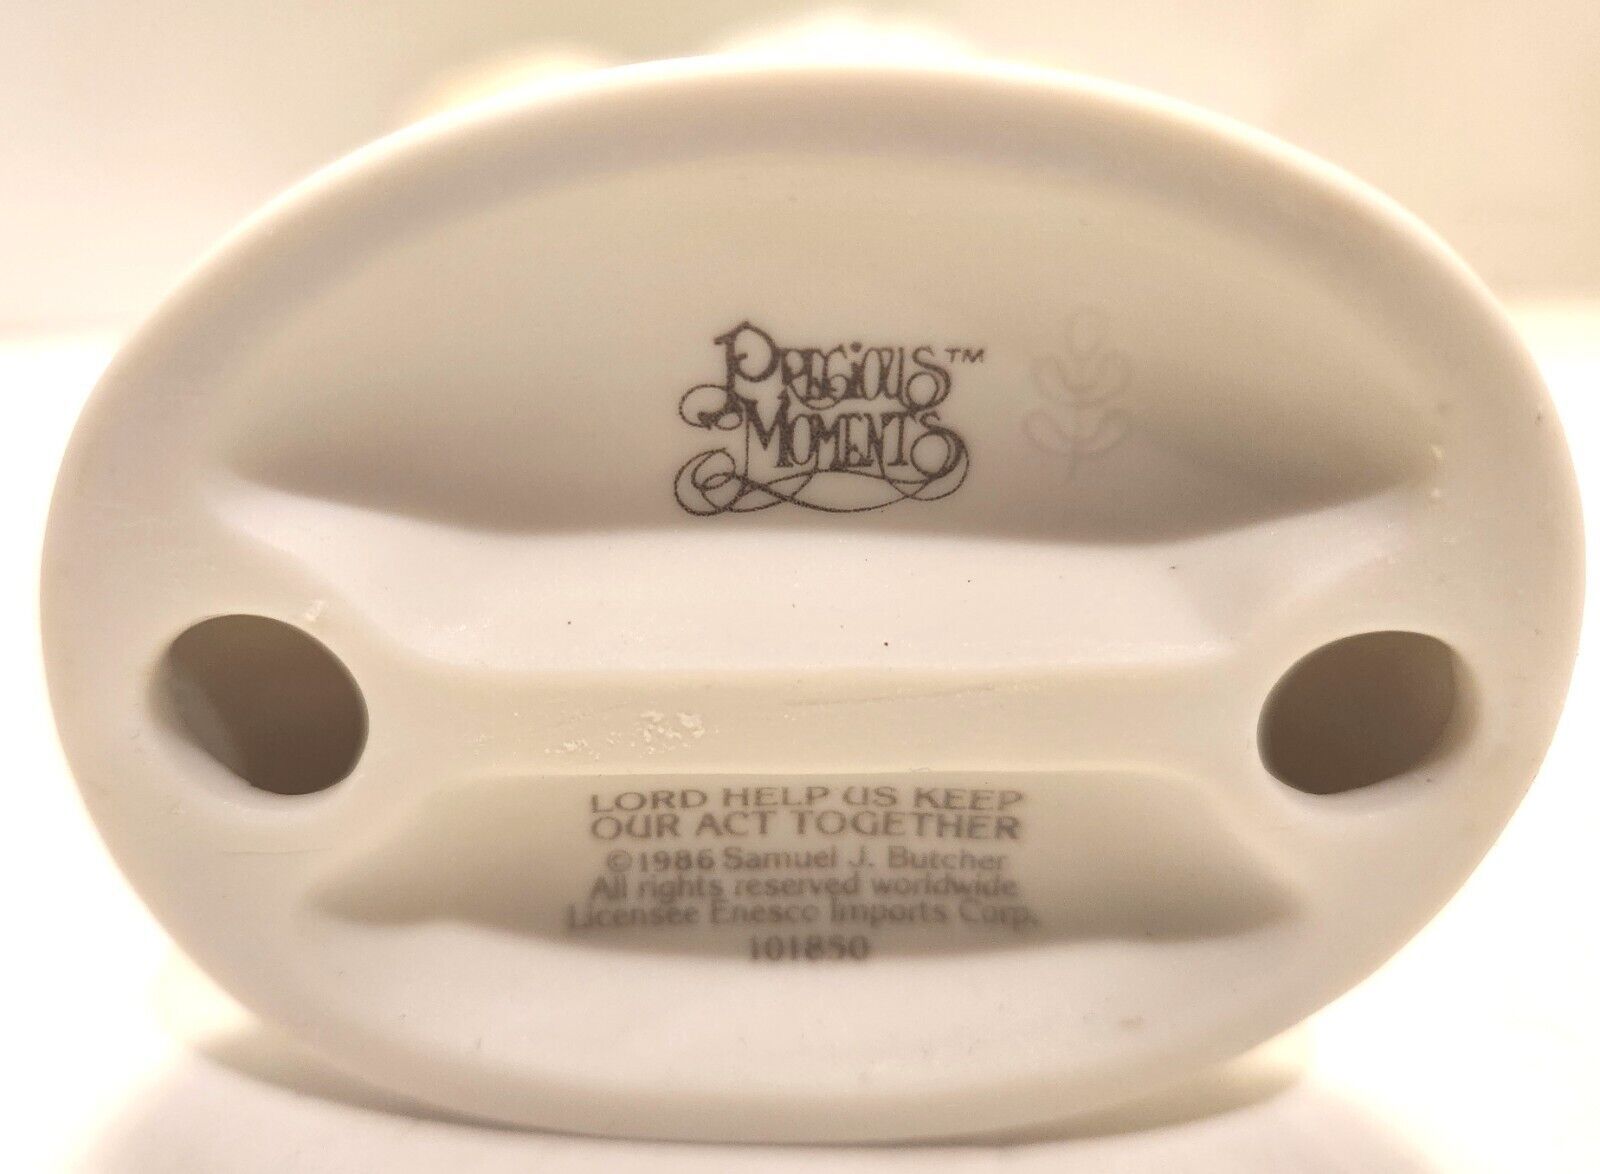 PRECIOUS™
MOMENTS
LORD HELP US KEEP
OUR ACT TOGETHER
©1986 Samuel J. Butcher
All rights reserved worldwide
Licensee Enesco Imports Corp.
101850